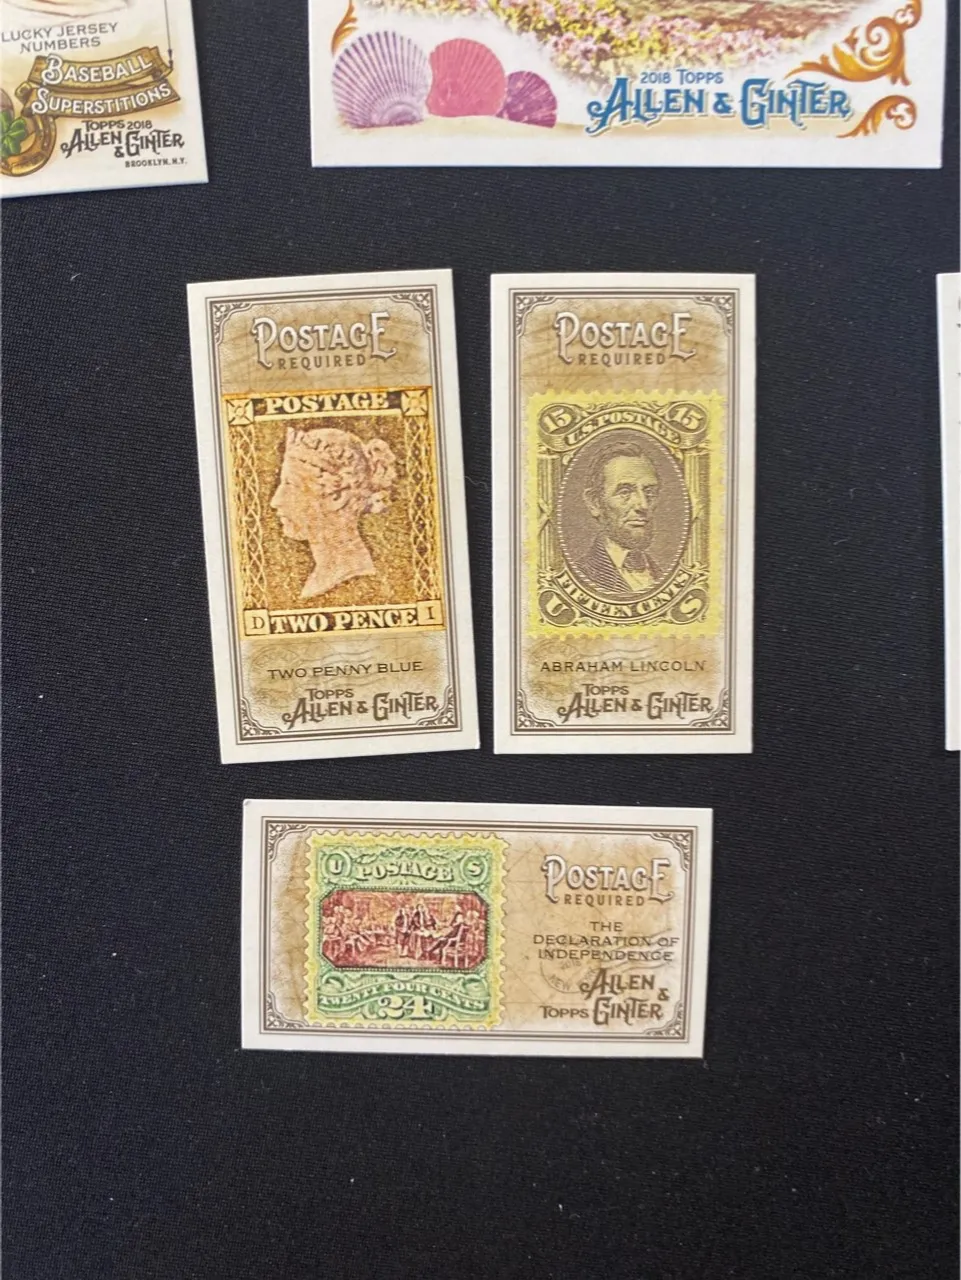 LUCKY JERSEY
NUMBERS
BASEBALL
SUPERSTITIONS
TOPPS 2018
ALLEN
& GINTER
BROOKLYN, N.Y.
2018 TOPPS
ALLEN & GINTER
POSTAGE
REQUIRED
POSTAGE
D TWO PENCE I
TWO PENNY BLUE
TOPPS
ALLEN & GINTER
POSTAGE
REQUIRED
15 15
U.S. POSTAGE
FIFTEEN CENTS
U S
ABRAHAM LINCOLN
TOPPS
ALLEN & GINTER
U POSTAGE S
TWENTY FOUR CENTS
24
POSTAGE
REQUIRED
THE
DECLARATION OF
INDEPENDENCE
ALLEN
&
TOPPS GINTER